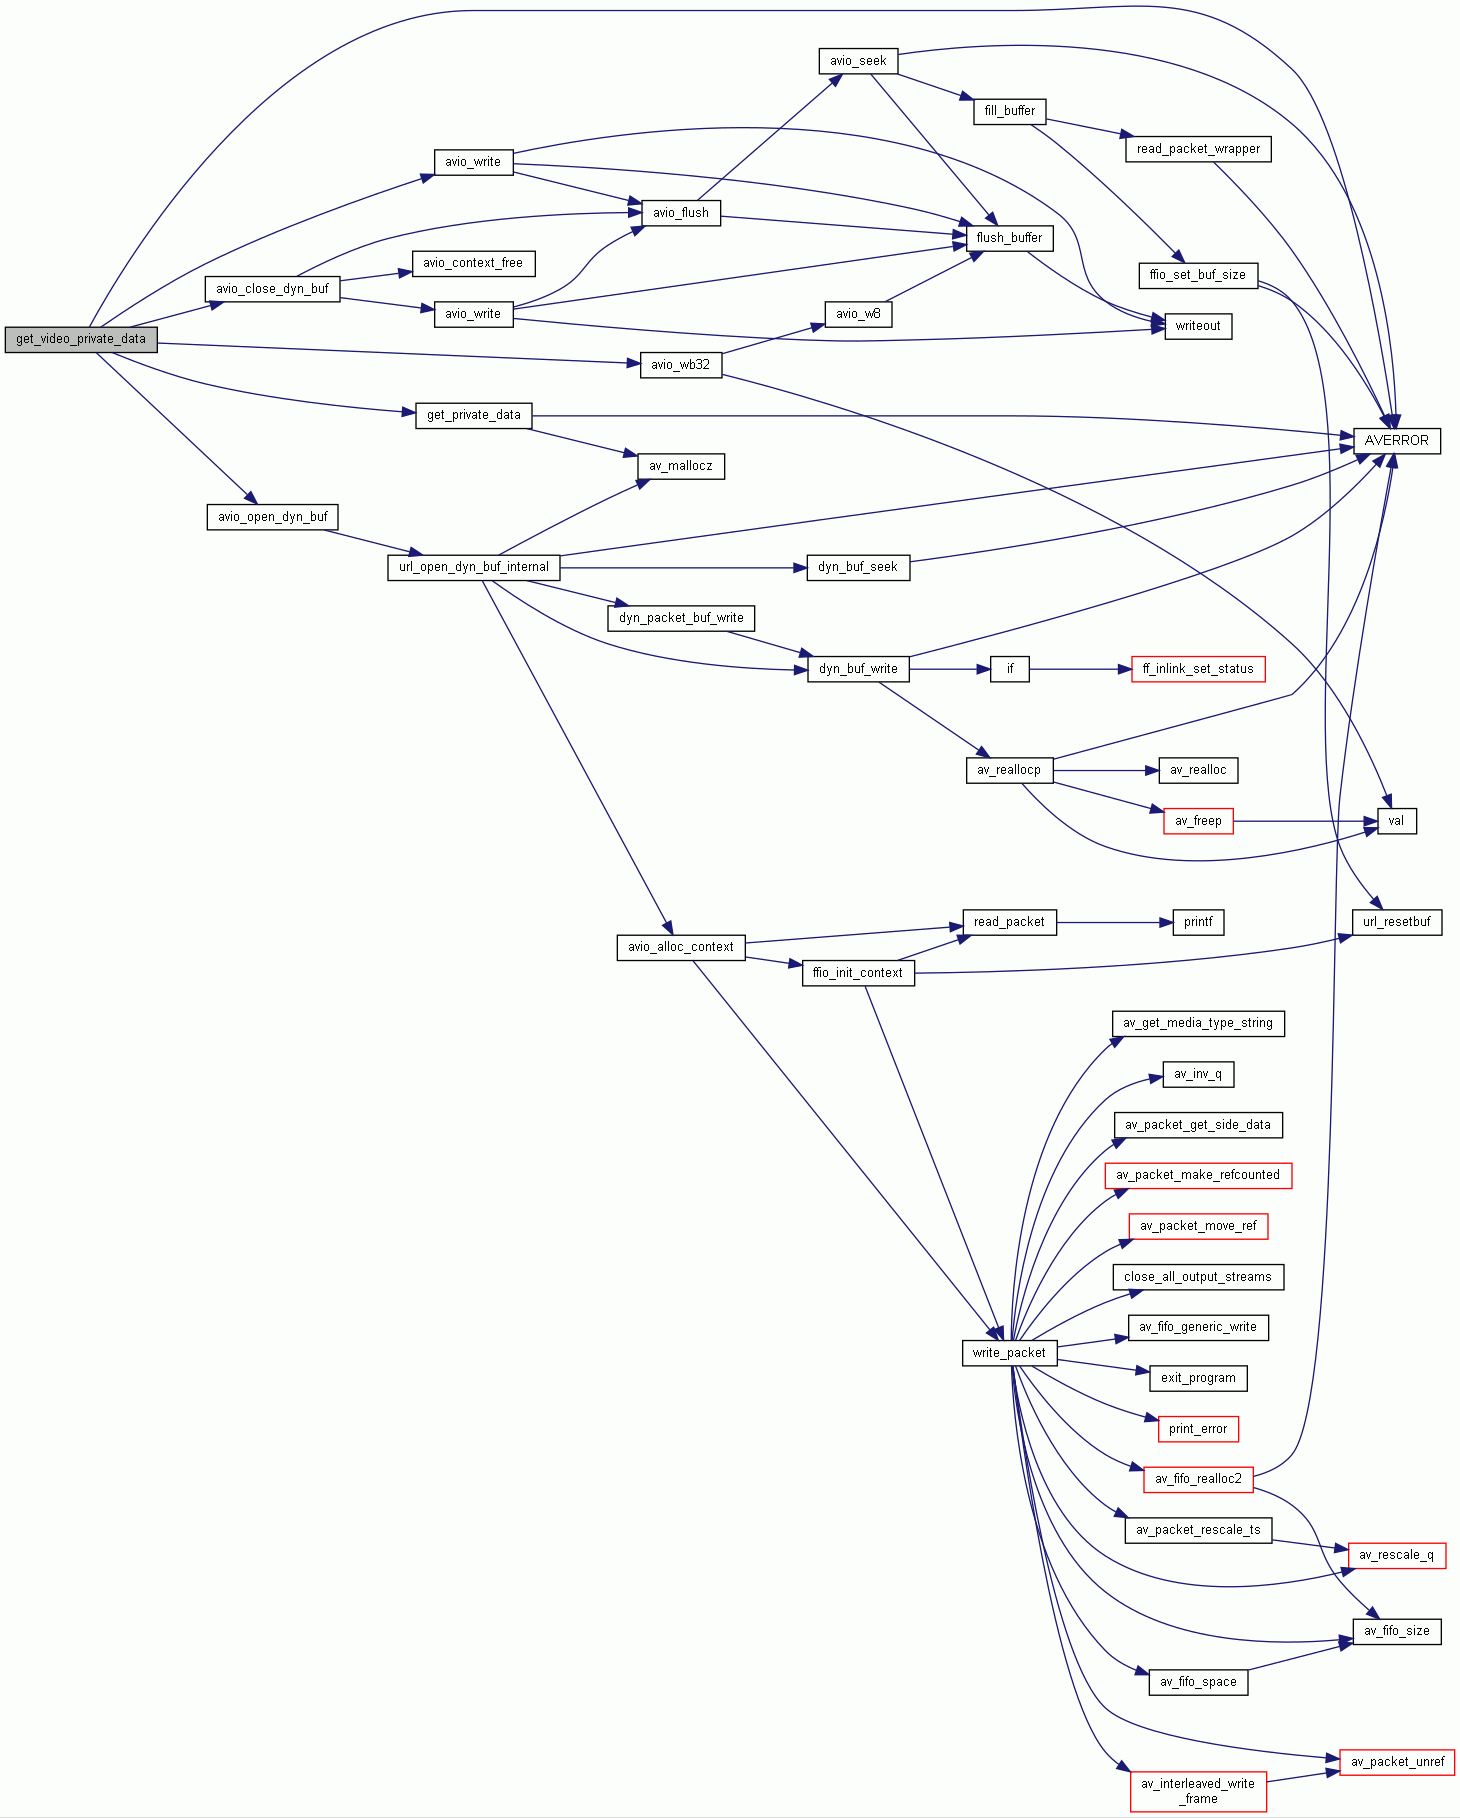 avio_seek
fill_buffer
read_packet_wrapper
avio_write
avio_flush
flush_buffer
avio_context_free
ffio_set_buf_size
avio_close_dyn_buf
avio_write
avio_w8
writeout
get_video_private_data
avio_wb32
get_private_data
AVERROR
av_mallocz
avio_open_dyn_buf
url_open_dyn_buf_internal
dyn_buf_seek
dyn_packet_buf_write
dyn_buf_write
if
ff_inlink_set_status
av_reallocp
av_realloc
av_freep
val
read_packet
printf
url_resetbuf
avio_alloc_context
ffio_init_context
av_get_media_type_string
av_inv_q
av_packet_get_side_data
av_packet_make_refcounted
av_packet_move_ref
close_all_output_streams
av_fifo_generic_write
write_packet
exit_program
print_error
av_fifo_realloc2
av_packet_rescale_ts
av_rescale_q
av_fifo_size
av_fifo_space
av_packet_unref
av_interleaved_write
_frame